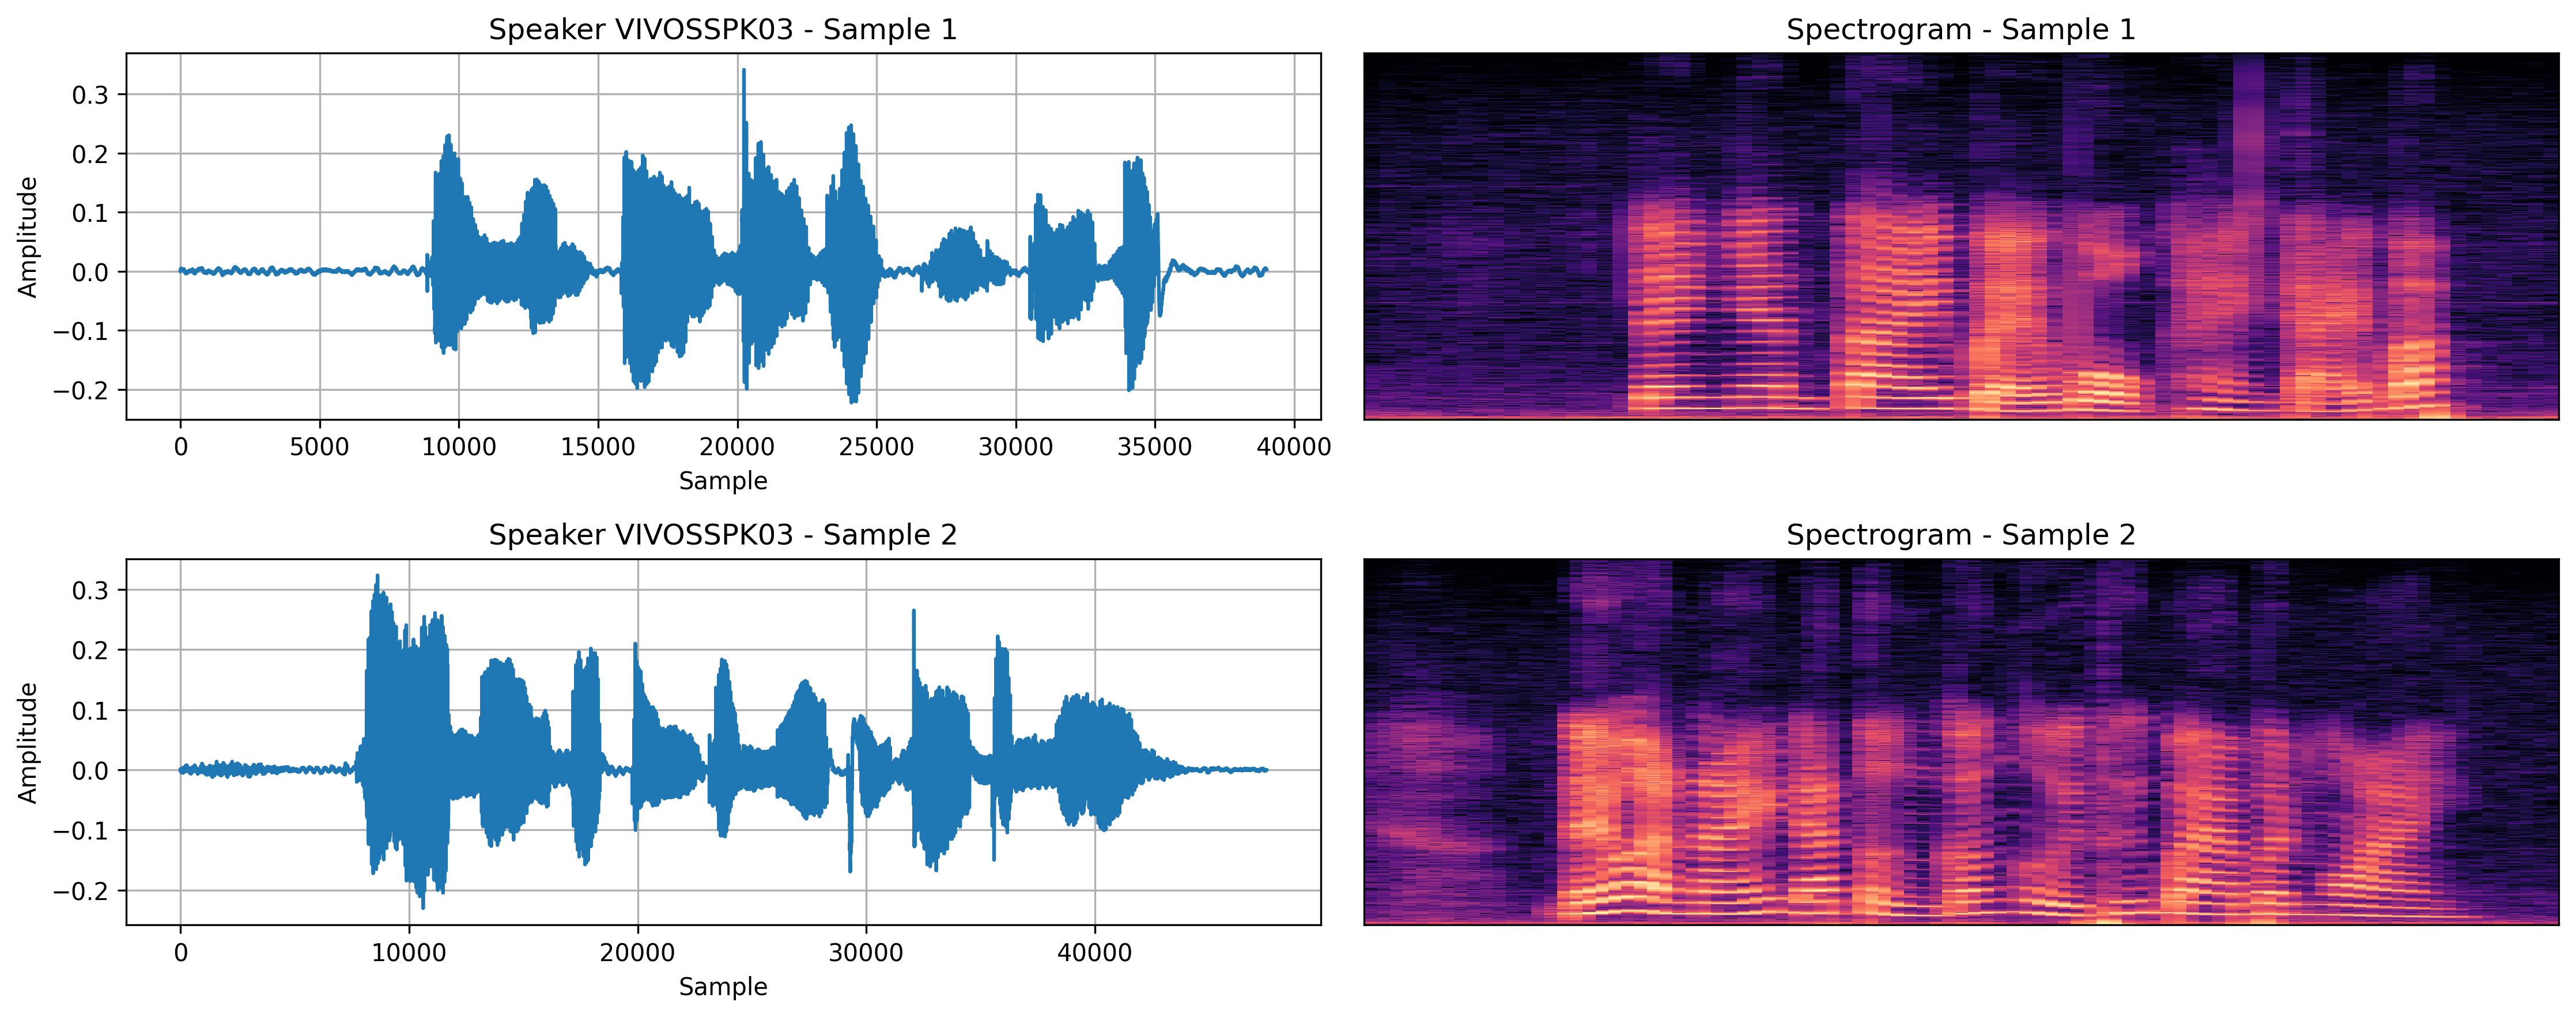 Speaker VIVOSSPK03 - Sample 1
Spectrogram - Sample 1
Amplitude
0.3
0.2
0.1
0.0
−0.1
−0.2
0 5000 10000 15000 20000 25000 30000 35000 40000
Sample
Speaker VIVOSSPK03 - Sample 2
Spectrogram - Sample 2
Amplitude
0.3
0.2
0.1
0.0
−0.1
−0.2
0 10000 20000 30000 40000
Sample